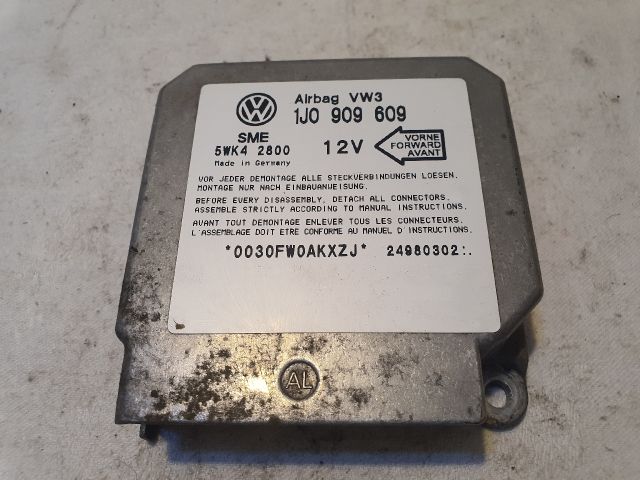 VW
Airbag VW3
1J0 909 609
SME
5WK4 2800
Made in Germany
12V
VORNE
FORWARD
AVANT
VOR JEDER DEMONTAGE ALLE STECKVERBINDUNGEN LOESEN.
MONTAGE NUR NACH EINBAUANWEISUNG.
BEFORE EVERY DISASSEMBLY, DETACH ALL CONNECTORS.
ASSEMBLE STRICTLY ACCORDING TO MANUAL INSTRUCTIONS.
AVANT TOUT DEMONTAGE ENLEVER TOUS LES CONNECTEURS.
L'ASSEMBLAGE DOIT ETRE CONFORME AU MANUEL D'INSTRUCTIONS.
*0030FW0AKXZJ* 24980302:.
AL